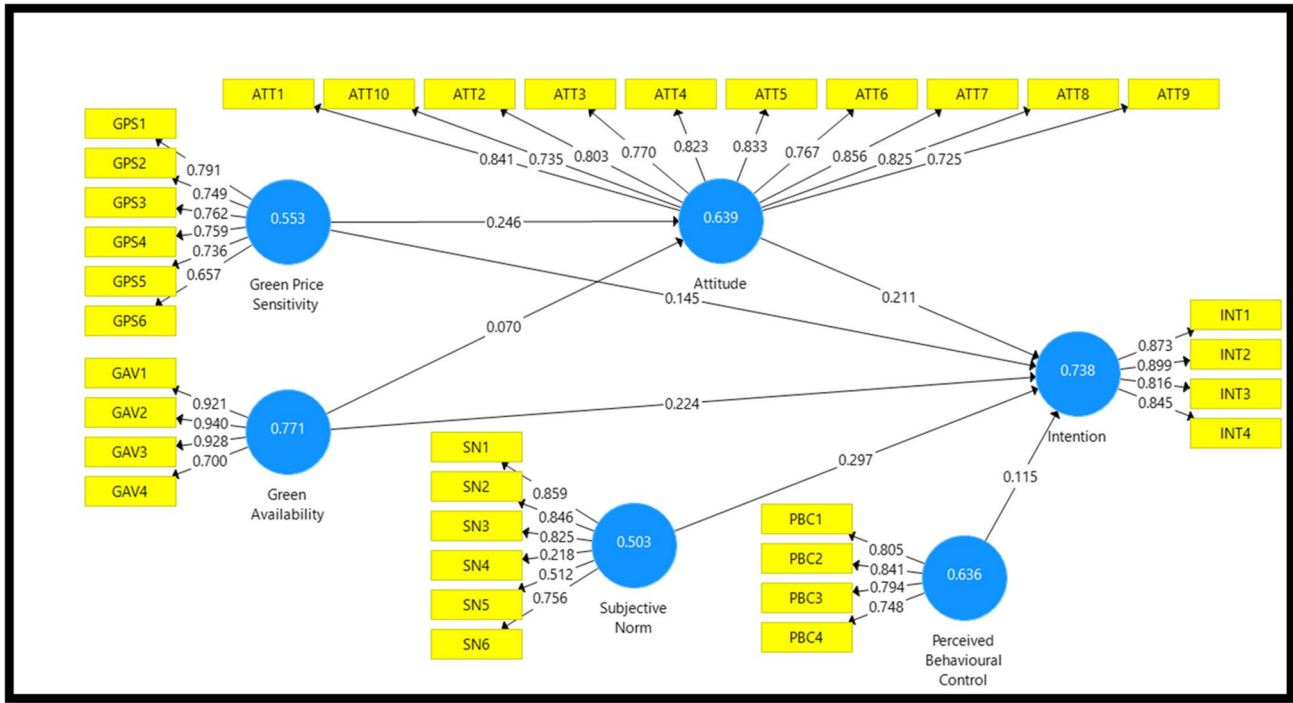 ATT1 ATT10 ATT2 ATT3 ATT4 ATT5 ATT6 ATT7 ATT8 ATT9
0.841 0.735 0.803 0.770 0.823 0.833 0.767 0.856 0.825 0.725
0.639
Attitude
GPS1
GPS2
GPS3
GPS4
GPS5
GPS6
0.791
0.749
0.762
0.759
0.736
0.657
0.553
Green Price
Sensitivity
0.246
0.145
0.070
0.211
GAV1
GAV2
GAV3
GAV4
0.921
0.940
0.928
0.700
0.771
Green
Availability
0.224
SN1
SN2
SN3
SN4
SN5
SN6
0.859
0.846
0.825
0.218
0.512
0.756
0.503
Subjective
Norm
0.297
PBC1
PBC2
PBC3
PBC4
0.805
0.841
0.794
0.748
0.636
Perceived
Behavioural
Control
0.115
0.738
Intention
0.873
0.899
0.816
0.845
INT1
INT2
INT3
INT4